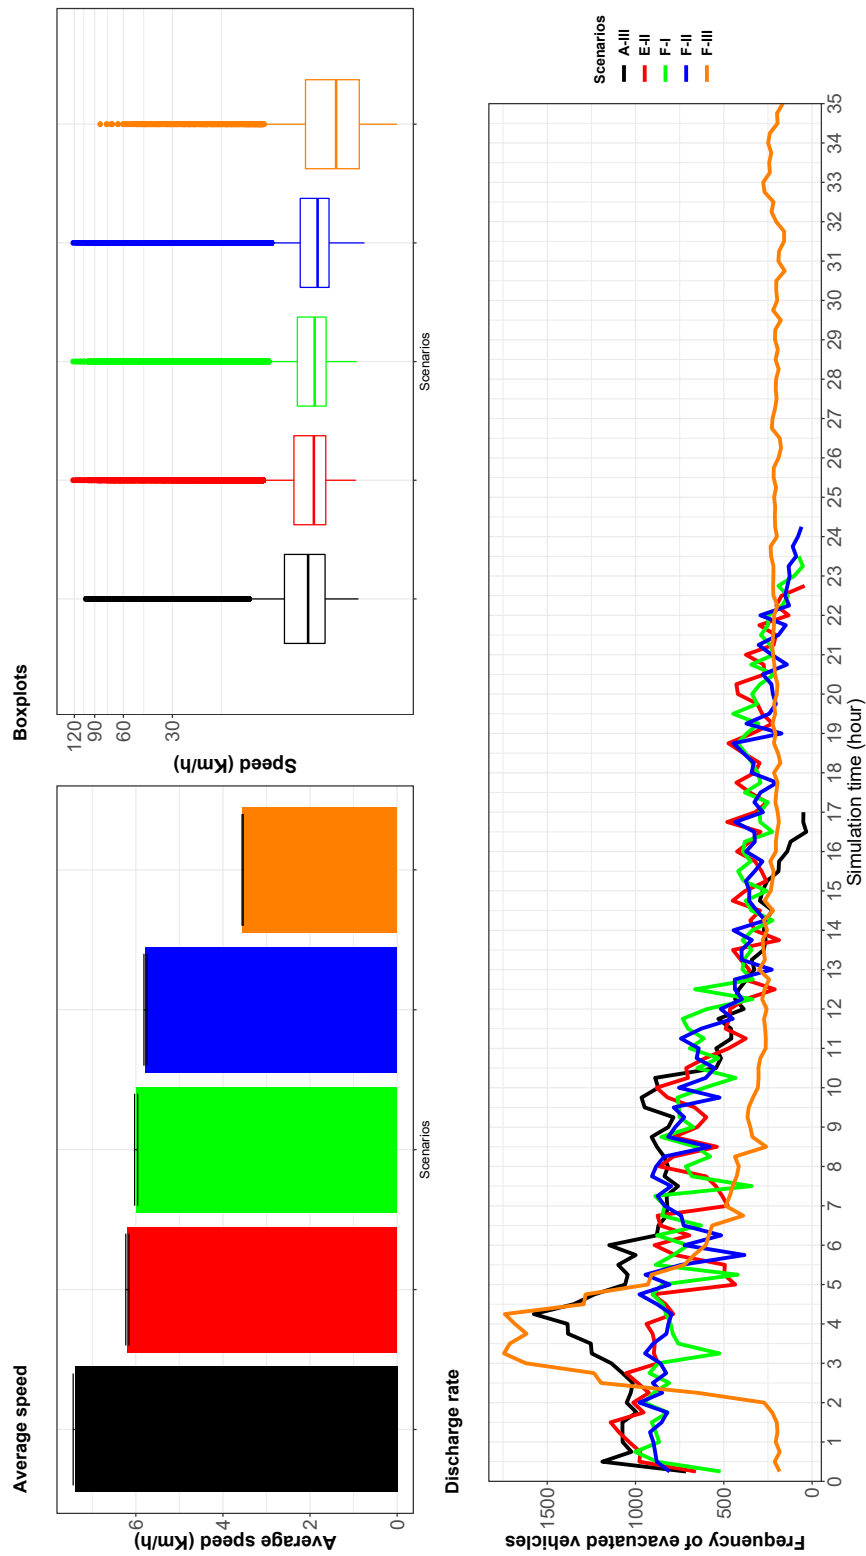 Average speed
Average speed (Km/h)
0
2
4
6
Scenarios
Boxplots
Speed (Km/h)
30
60
90
120
Scenarios
Discharge rate
Frequency of evacuated vehicles
0
500
1000
1500
0 1 2 3 4 5 6 7 8 9 10 11 12 13 14 15 16 17 18 19 20 21 22 23 24 25 26 27 28 29 30 31 32 33 34 35
Simulation time (hour)
Scenarios
A-III
E-II
F-I
F-II
F-III